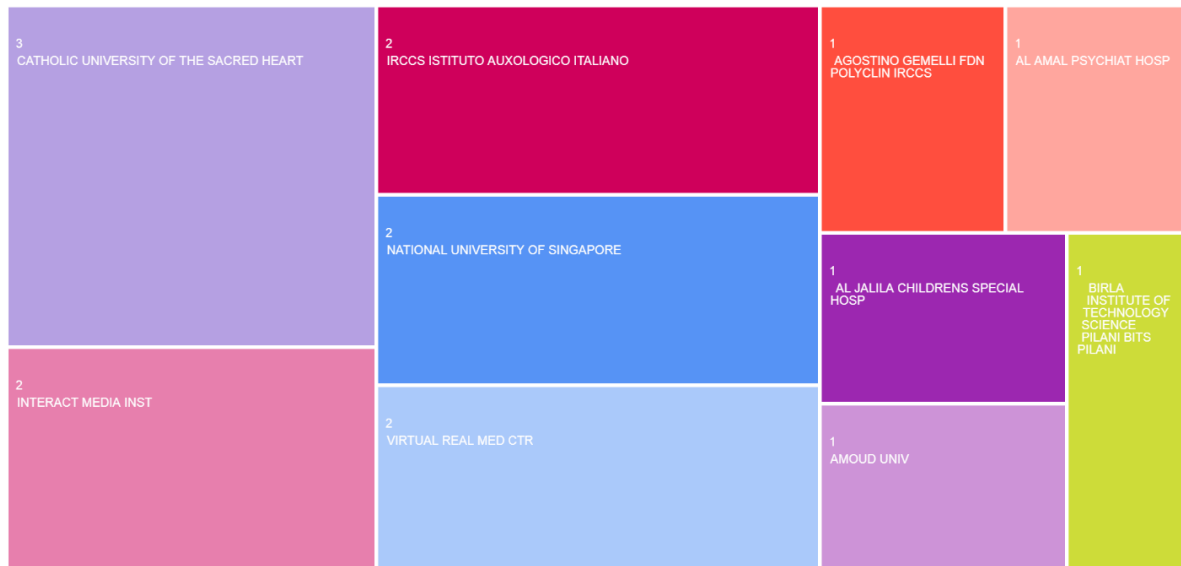 3
CATHOLIC UNIVERSITY OF THE SACRED HEART
2
INTERACT MEDIA INST
2
IRCCS ISTITUTO AUXOLOGICO ITALIANO
2
NATIONAL UNIVERSITY OF SINGAPORE
2
VIRTUAL REAL MED CTR
1
AGOSTINO GEMELLI FDN
POLYCLIN IRCCS
1
AL AMAL PSYCHIAT HOSP
1
AL JALILA CHILDRENS SPECIAL
HOSP
1
AMOUD UNIV
1
BIRLA
INSTITUTE OF
TECHNOLOGY
SCIENCE
PILANI BITS
PILANI